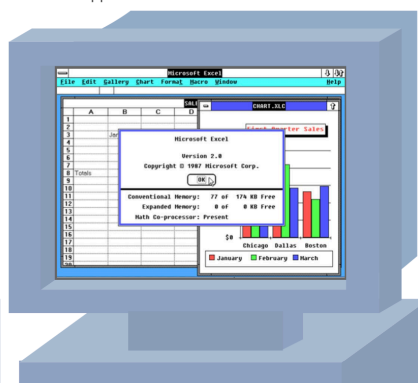 Microsoft Excel
File Edit Gallery Chart Format Macro Window Help
A B C D
CHART.XLC
1
2
3
4
5
6
7
8 Totals
9
10
11
12
13
14
15
16
17
18
19
First Quarter Sales
Microsoft Excel
Version 2.0
Copyright © 1987 Microsoft Corp.
OK
Conventional Memory: 77 of 174 KB Free
Expanded Memory: 0 of 0 KB Free
Math Co-processor: Present
$0
Chicago Dallas Boston
January February March